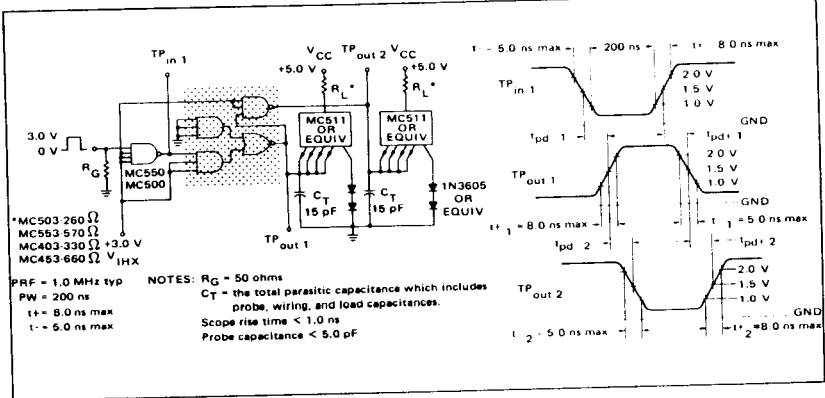 TP in 1
VCC
+5.0 V
RL*
TP out 2
VCC
+5.0 V
RL*
MC511
OR
EQUIV
MC511
OR
EQUIV
3.0 V
0 V
RG
MC550
MC500
CT
15 pF
CT
15 pF
1N3605
OR
EQUIV
TP out 1
+3.0 V
VIHX
*MC503-260 Ω
MC553-570 Ω
MC403-330 Ω
MC453-660 Ω
PRF = 1.0 MHz typ
PW = 200 ns
t+ = 8.0 ns max
t- = 5.0 ns max
NOTES: RG = 50 ohms
CT = the total parasitic capacitance which includes
probe, wiring, and load capacitances.
Scope rise time < 1.0 ns
Probe capacitance < 5.0 pF
t- = 5.0 ns max
200 ns
t+ 8.0 ns max
TP in 1
2.0 V
1.5 V
1.0 V
GND
tpd- 1
tpd+ 1
TP out 1
2.0 V
1.5 V
1.0 V
GND
t+ 1 = 8.0 ns max
t- 1 = 5.0 ns max
tpd- 2
tpd+ 2
TP out 2
2.0 V
1.5 V
1.0 V
GND
t- 2 - 5.0 ns max
t+ 2 = 8.0 ns max